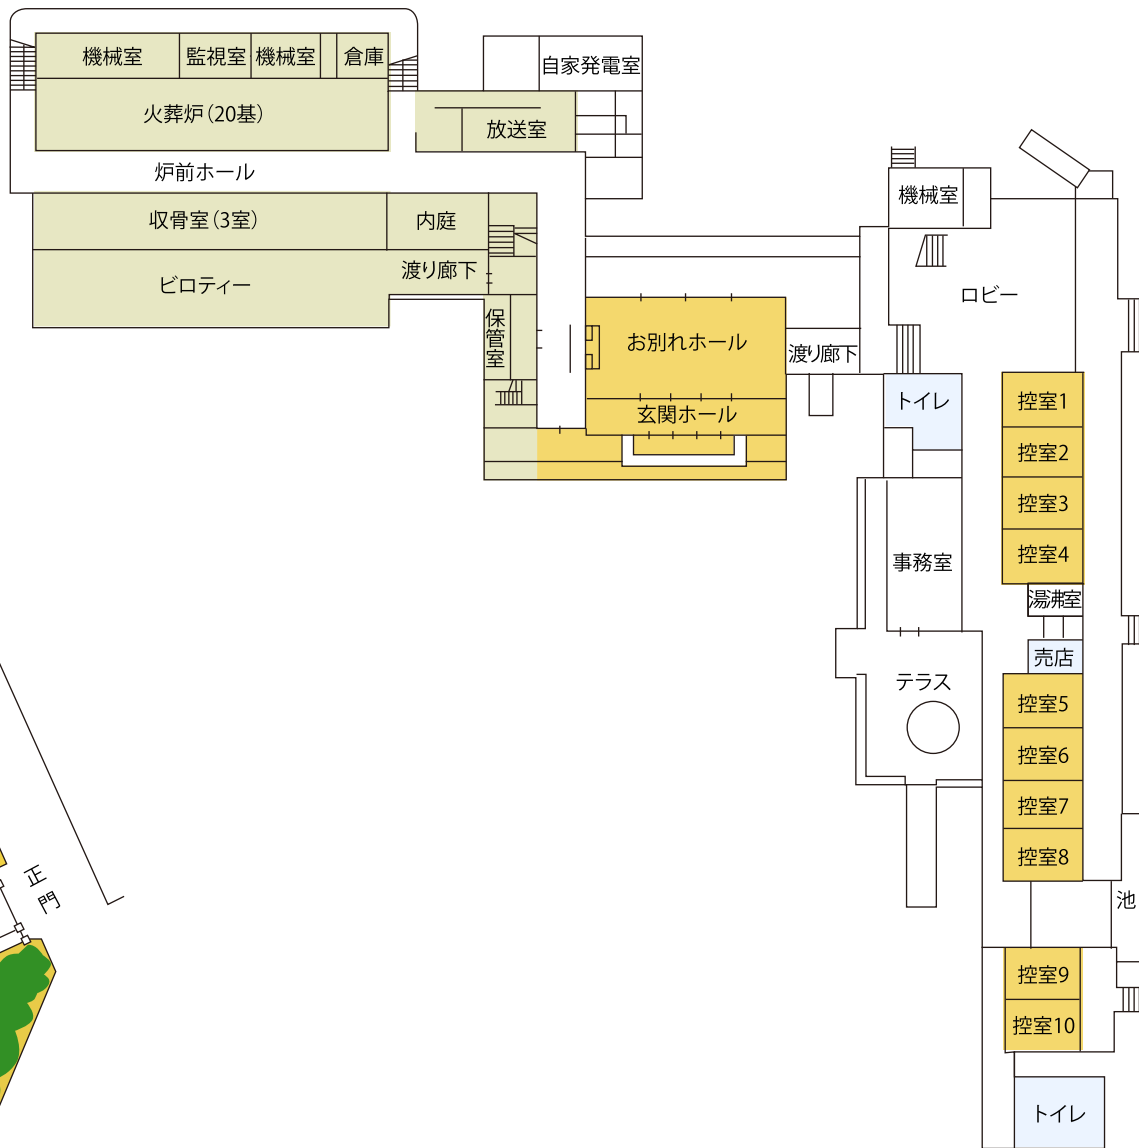 機械室
監視室
機械室
倉庫
自家発電室
火葬炉（20基）
放送室
炉前ホール
機械室
収骨室（3室）
内庭
渡り廊下
ピロティー
ロビー
保管室
お別れホール
渡り廊下
玄関ホール
トイレ
控室1
控室2
控室3
控室4
事務室
湯沸室
売店
テラス
控室5
控室6
控室7
控室8
正門
池
控室9
控室10
トイレ